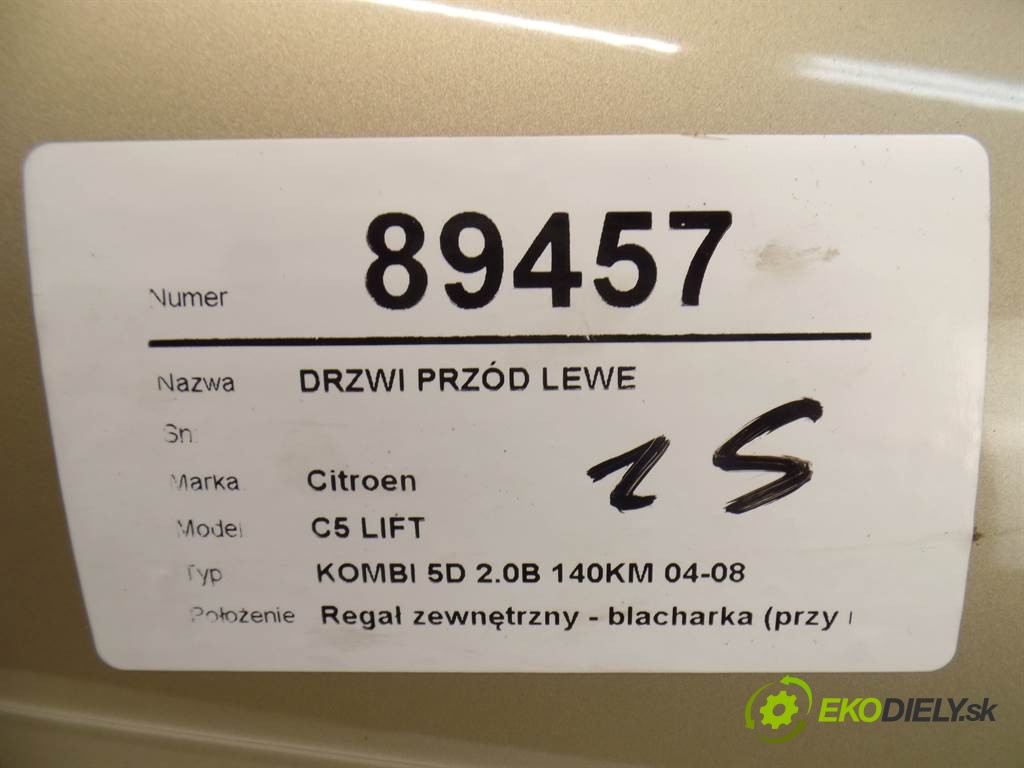 Numer 89457
Nazwa DRZWI PRZÓD LEWE
Sn:
Marka Citroen
Model C5 LIFT
Typ KOMBI 5D 2.0B 140KM 04-08
Położenie Regał zewnętrzny - blacharka (przy
EKODIELY.sk